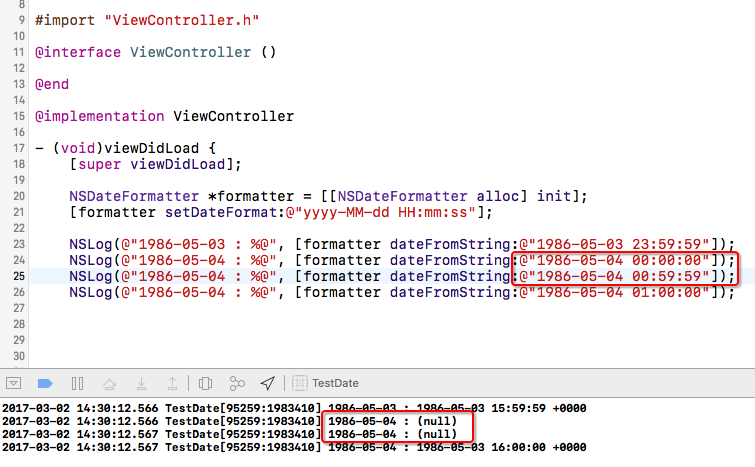 8
9 #import "ViewController.h"
10
11 @interface ViewController ()
12
13 @end
14
15 @implementation ViewController
16
17 - (void)viewDidLoad {
18 [super viewDidLoad];
19
20 NSDateFormatter *formatter = [[NSDateFormatter alloc] init];
21 [formatter setDateFormat:@"yyyy-MM-dd HH:mm:ss"];
22
23 NSLog(@"1986-05-03 : %@", [formatter dateFromString:@"1986-05-03 23:59:59"]);
24 NSLog(@"1986-05-04 : %@", [formatter dateFromString:@"1986-05-04 00:00:00"]);
25 NSLog(@"1986-05-04 : %@", [formatter dateFromString:@"1986-05-04 00:59:59"]);
26 NSLog(@"1986-05-04 : %@", [formatter dateFromString:@"1986-05-04 01:00:00"]);
27
28
29
30
TestDate
2017-03-02 14:30:12.566 TestDate[95259:1983410] 1986-05-03 : 1986-05-03 15:59:59 +0000
2017-03-02 14:30:12.566 TestDate[95259:1983410] 1986-05-04 : (null)
2017-03-02 14:30:12.567 TestDate[95259:1983410] 1986-05-04 : (null)
2017-03-02 14:30:12.567 TestDate[95259:1983410] 1986-05-04 : 1986-05-03 16:00:00 +0000